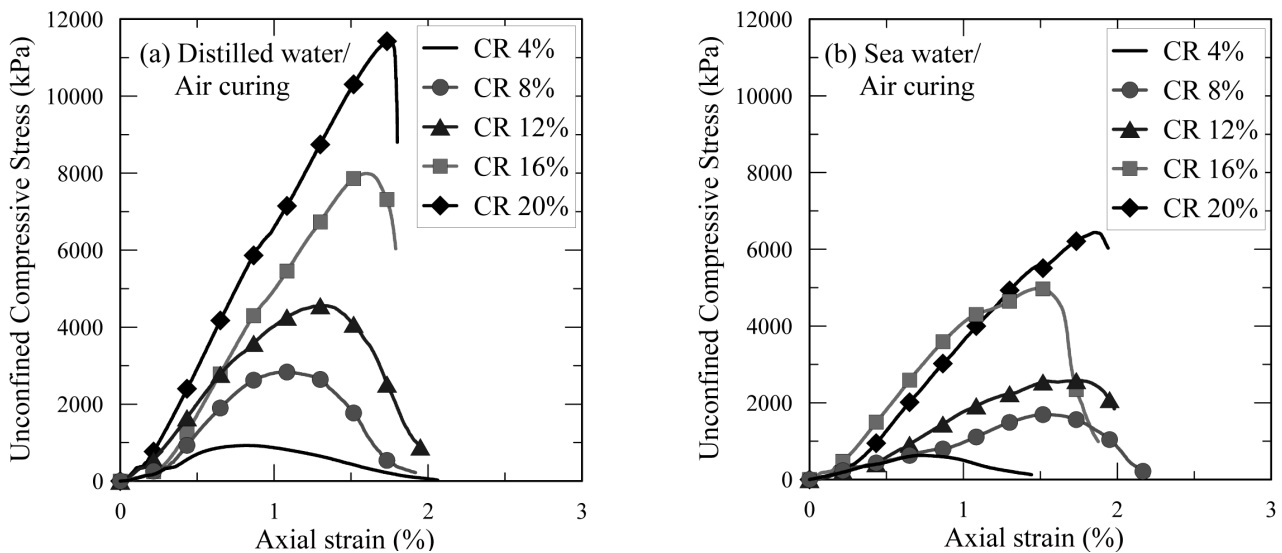 12000
10000
8000
6000
4000
2000
0
Unconfined Compressive Stress (kPa)
(a) Distilled water/
Air curing
CR 4%
CR 8%
CR 12%
CR 16%
CR 20%
0 1 2 3
Axial strain (%)
12000
10000
8000
6000
4000
2000
0
Unconfined Compressive Stress (kPa)
(b) Sea water/
Air curing
CR 4%
CR 8%
CR 12%
CR 16%
CR 20%
0 1 2 3
Axial strain (%)